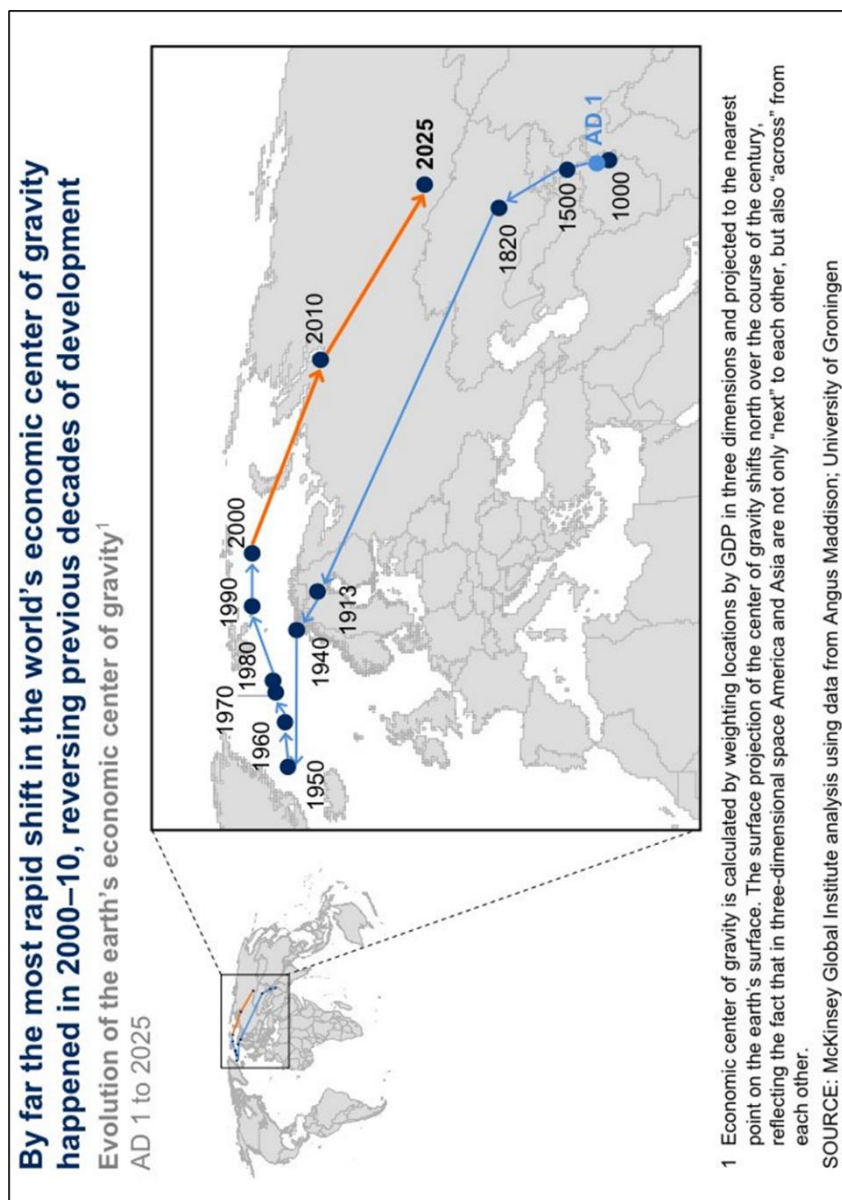 By far the most rapid shift in the world's economic center of gravity
happened in 2000–10, reversing previous decades of development
Evolution of the earth's economic center of gravity1
AD 1 to 2025
1970
1980
1990
2000
1960
1950
1940
1913
2010
2025
1820
1500
AD 1
1000
1 Economic center of gravity is calculated by weighting locations by GDP in three dimensions and projected to the nearest
point on the earth's surface. The surface projection of the center of gravity shifts north over the course of the century,
reflecting the fact that in three-dimensional space America and Asia are not only "next" to each other, but also "across" from
each other.
SOURCE: McKinsey Global Institute analysis using data from Angus Maddison; University of Groningen